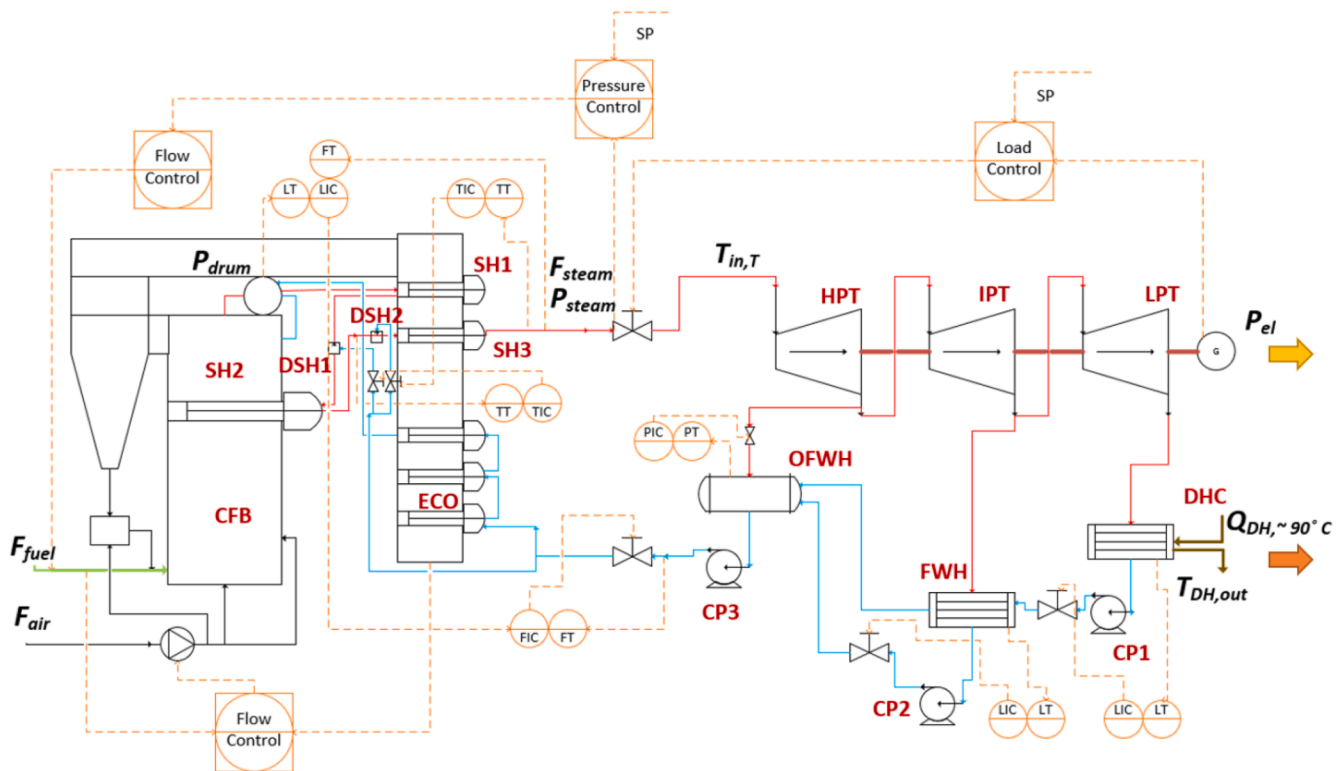 SP
Pressure
Control
SP
Flow
Control
Load
Control
FT
LT
LIC
TIC
TT
P_drum
SH1
F_steam
P_steam
T_in,T
HPT
IPT
LPT
P_el
G
DSH2
DSH1
SH3
SH2
TT
TIC
PIC
PT
OFWH
DHC
Q_DH,~ 90° C
ECO
CFB
F_fuel
FWH
T_DH,out
CP3
CP1
F_air
FIC
FT
CP2
LIC
LT
LIC
LT
Flow
Control